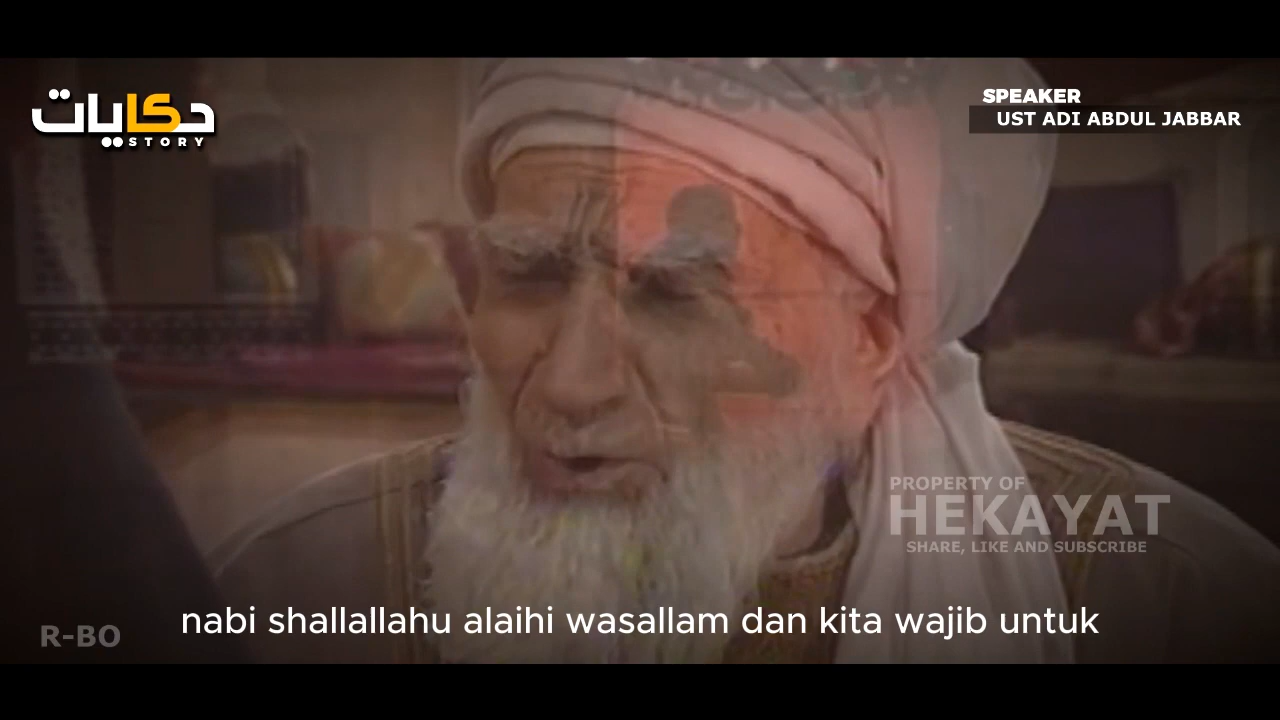 حكايات
STORY
SPEAKER
UST ADI ABDUL JABBAR
PROPERTY OF
HEKAYAT
SHARE, LIKE AND SUBSCRIBE
nabi shallallahu alaihi wasallam dan kita wajib untuk
R-BO